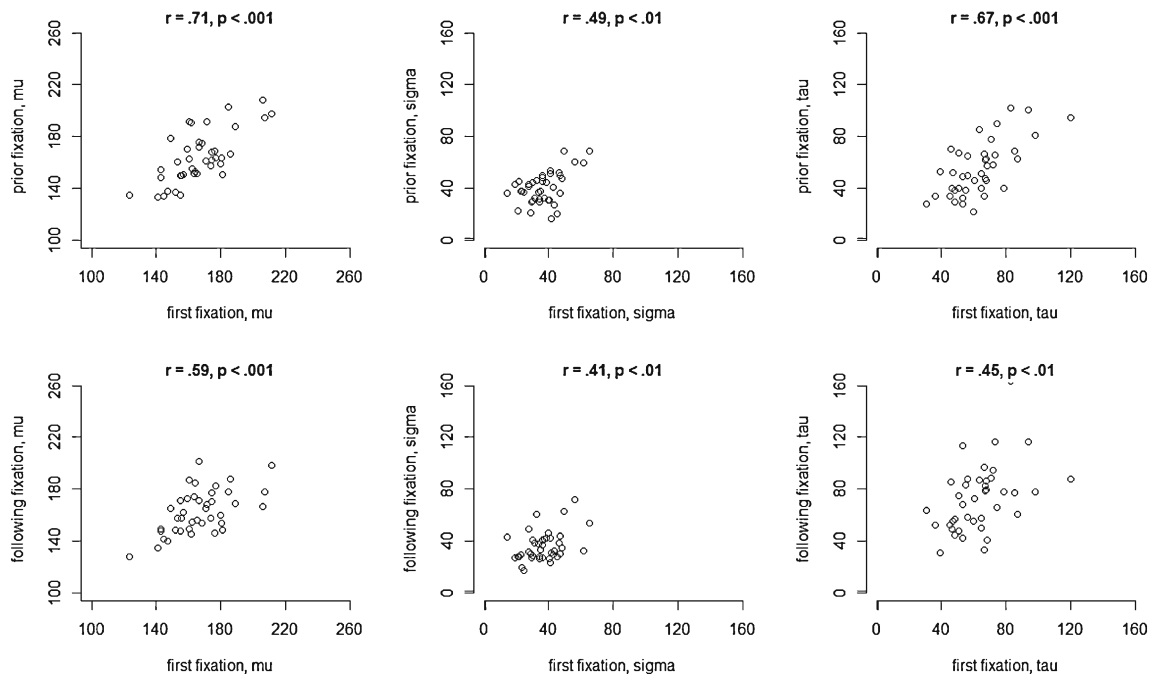 r = .71, p < .001
prior fixation, mu
260
220
180
140
100
100 140 180 220 260
first fixation, mu
r = .49, p < .01
prior fixation, sigma
160
120
80
40
0
0 40 80 120 160
first fixation, sigma
r = .67, p < .001
prior fixation, tau
160
120
80
40
0
0 40 80 120 160
first fixation, tau
r = .59, p < .001
following fixation, mu
260
220
180
140
100
100 140 180 220 260
first fixation, mu
r = .41, p < .01
following fixation, sigma
160
120
80
40
0
0 40 80 120 160
first fixation, sigma
r = .45, p < .01
following fixation, tau
160
120
80
40
0
0 40 80 120 160
first fixation, tau